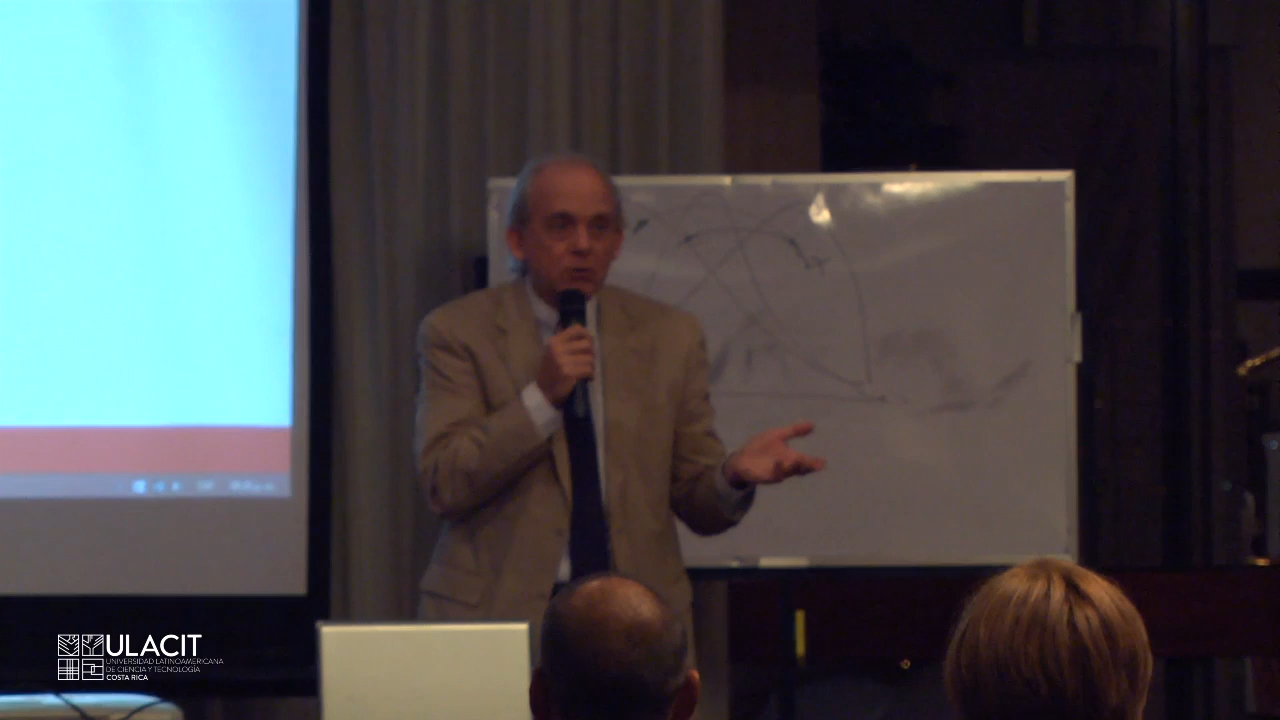 ULACIT
UNIVERSIDAD LATINOAMERICANA
DE CIENCIA Y TECNOLOGÍA
COSTA RICA